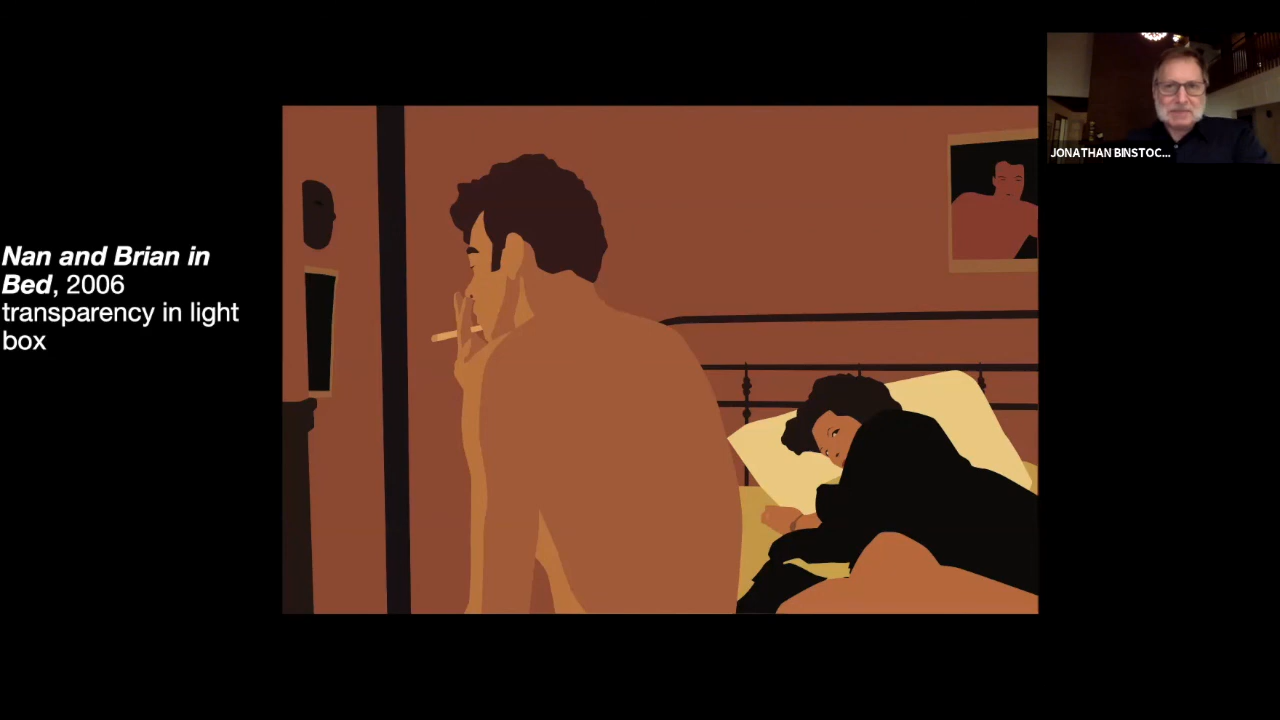 Nan and Brian in
Bed, 2006
transparency in light
box
JONATHAN BINSTOC...